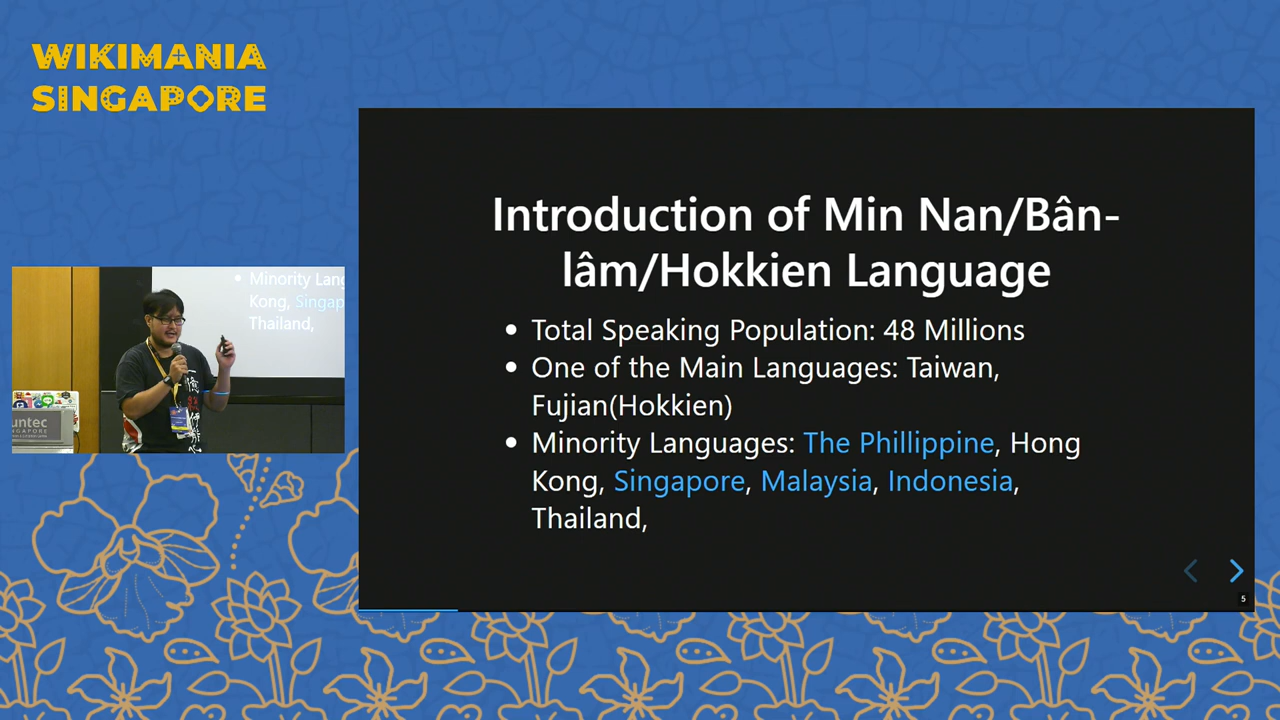 WIKIMANIA
SINGAPORE
Introduction of Min Nan/Bân-
lâm/Hokkien Language
• Total Speaking Population: 48 Millions
• One of the Main Languages: Taiwan,
Fujian(Hokkien)
• Minority Languages: The Phillippine, Hong
Kong, Singapore, Malaysia, Indonesia,
Thailand,
5
• Minority Lang
Kong, Singap
Thailand,
untec